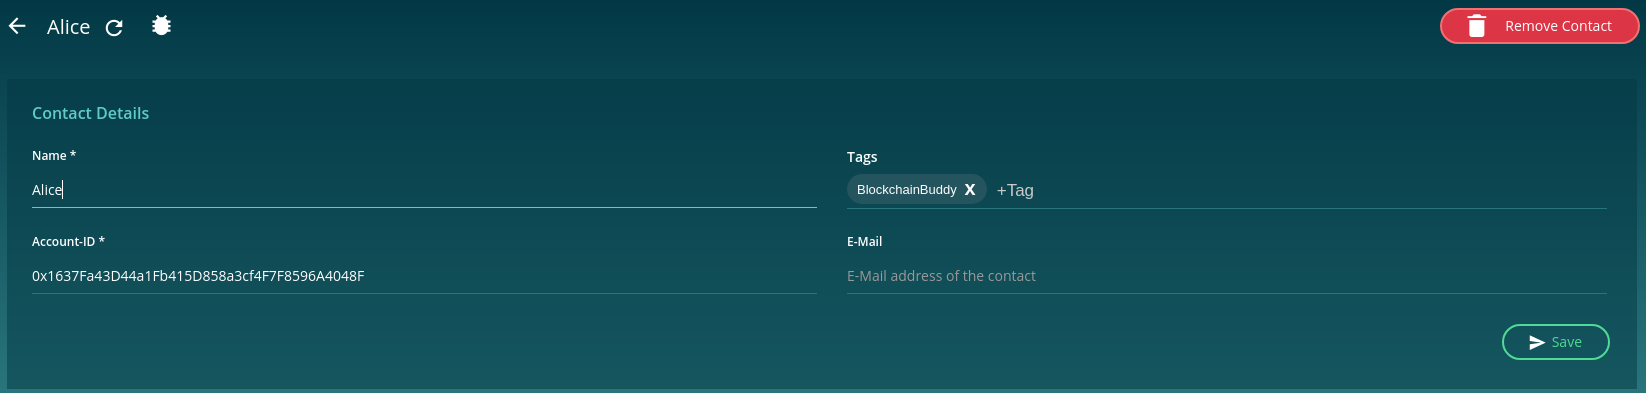 Alice
Remove Contact
Contact Details
Name *
Alice
Tags
BlockchainBuddy X +Tag
Account-ID *
0x1637Fa43D44a1Fb415D858a3cf4F7F8596A4048F
E-Mail
E-Mail address of the contact
Save